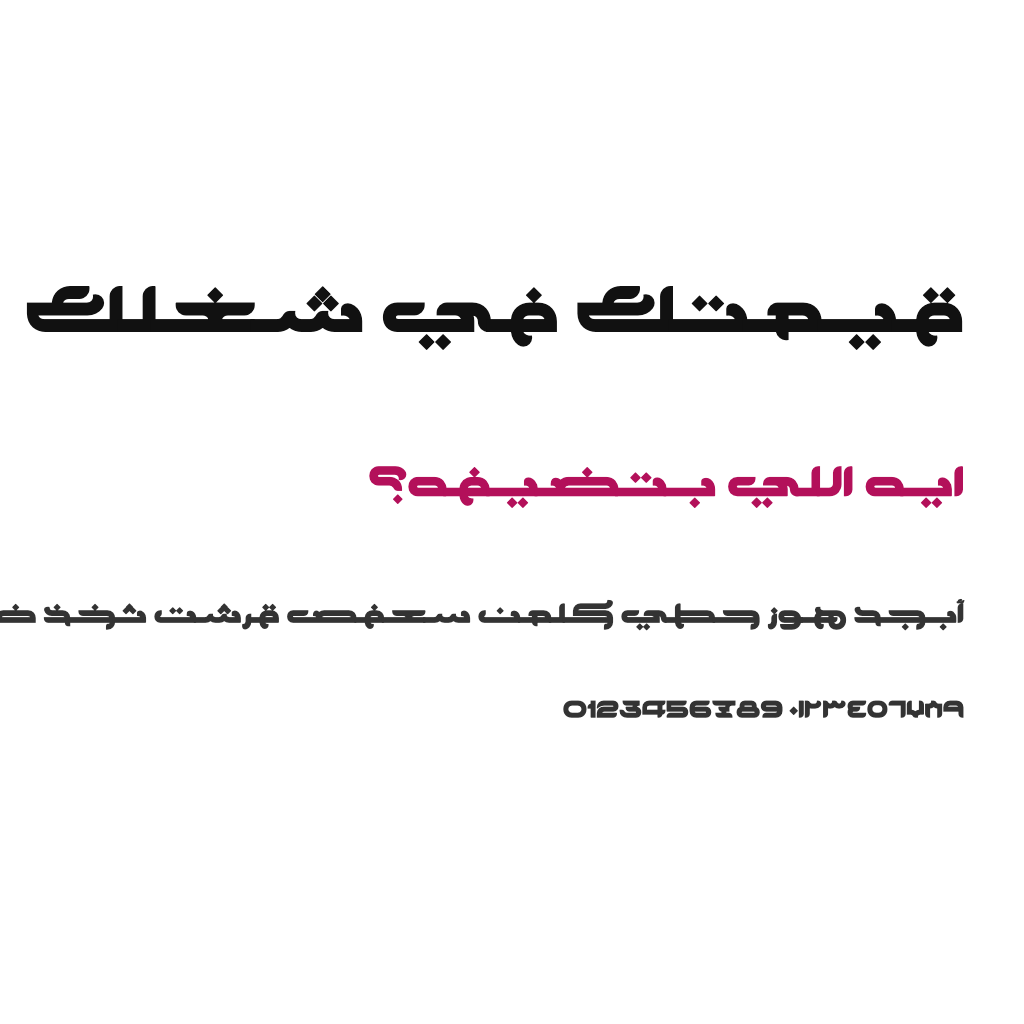 قيمتك في شغلك
ايه اللي بتضيفه؟
أبجد هوز حطي كلمن سعفص قرشت ثخذ
٠١٢٣٤٥٦٧٨٩ 0123456789